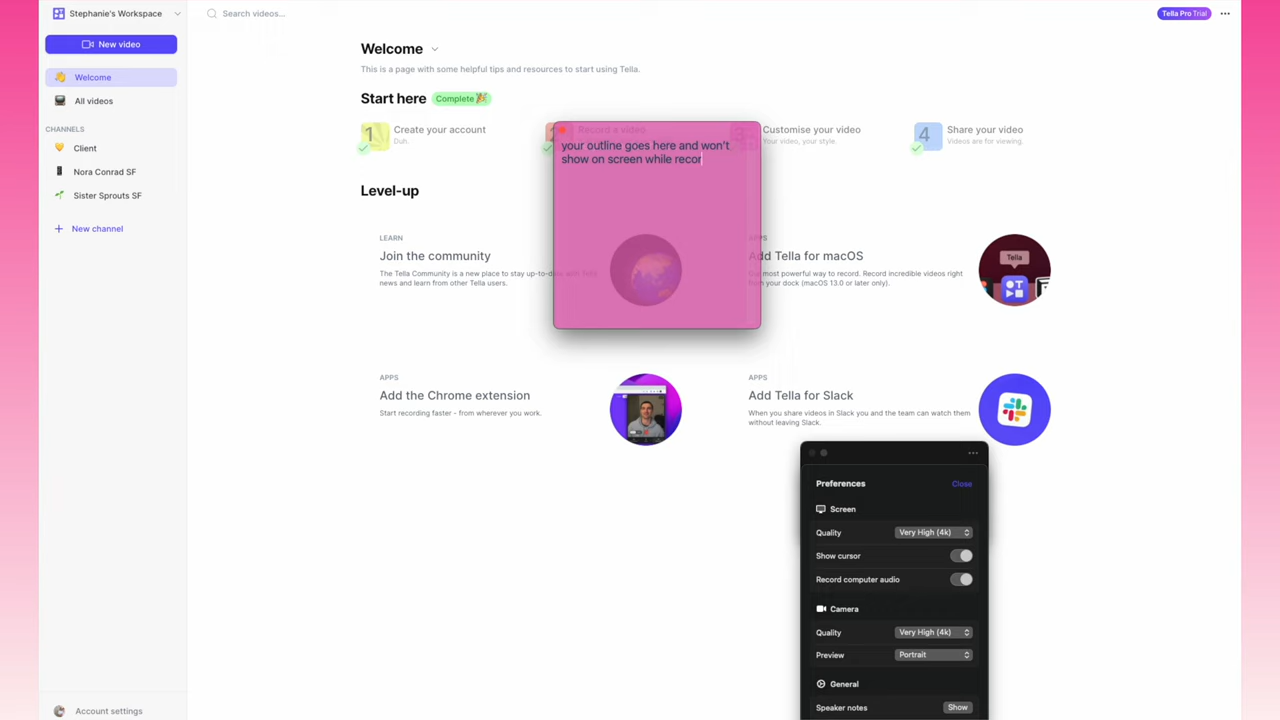 Stephanie's Workspace
Search videos...
Tella Pro Trial
New video
Welcome
All videos
CHANNELS
Client
Nora Conrad SF
Sister Sprouts SF
New channel
Account settings
Welcome
This is a page with some helpful tips and resources to start using Tella.
Start here
Complete 🎉
1
Create your account
Duh.
Record a video
Customise your video
Your video, your style.
4
Share your video
Videos are for viewing.
your outline goes here and won't
show on screen while recor
Level-up
LEARN
Join the community
The Tella Community is a new place to stay up-to-date with Tella
news and learn from other Tella users.
APPS
Add Tella for macOS
The most powerful way to record. Record incredible videos right
from your dock (macOS 13.0 or later only).
Tella
APPS
Add the Chrome extension
Start recording faster - from wherever you work.
APPS
Add Tella for Slack
When you share videos in Slack you and the team can watch them
without leaving Slack.
Preferences
Close
Screen
Quality
Very High (4k)
Show cursor
Record computer audio
Camera
Quality
Very High (4k)
Preview
Portrait
General
Speaker notes
Show